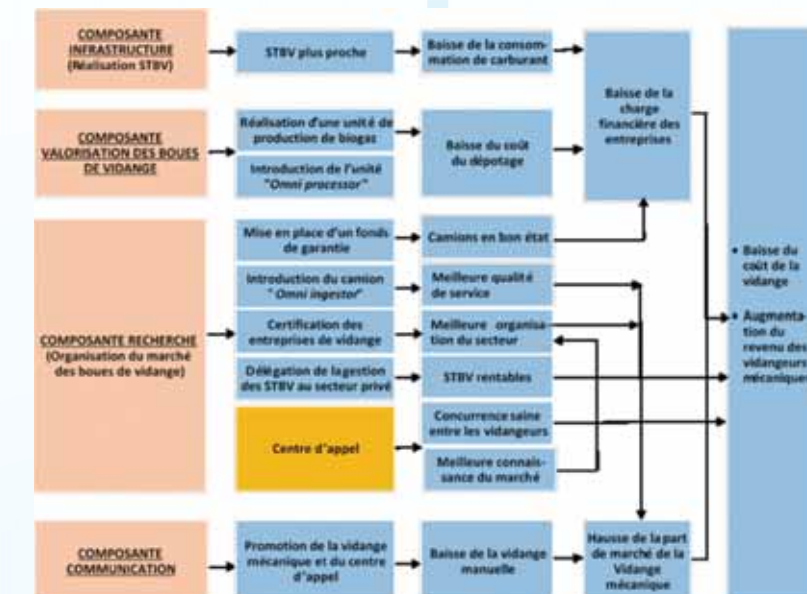 COMPOSANTE
INFRASTRUCTURE
(Réalisation STBV)
STBV plus proche
Baisse de la consom-
mation de carburant
Baisse de la
charge
financière des
entreprises
COMPOSANTE
VALORISATION DES BOUES
DE VIDANGE
Réalisation d'une unité de
production de biogas
Introduction de l'unité
"Omni processor"
Baisse du coût
du dépotage
COMPOSANTE RECHERCHE
(Organisation du marché
des boues de vidange)
Mise en place d'un fonds
de garantie
Camions en bon état
Introduction du camion
"Omni ingestor"
Meilleure qualité
de service
Certification des
entreprises de vidange
Meilleure organisa-
tion du secteur
Délégation de la gestion
des STBV au secteur privé
STBV rentables
Centre d'appel
Concurrence saine
entre les vidangeurs
Meilleure connais-
sance du marché
COMPOSANTE
COMMUNICATION
Promotion de la vidange
mécanique et du centre
d'appel
Baisse de la vidange
manuelle
Hausse de la part
de marché de la
Vidange
mécanique
• Baisse du
coût de la
vidange
• Augmenta-
tion du
revenu des
vidangeurs
mécaniques